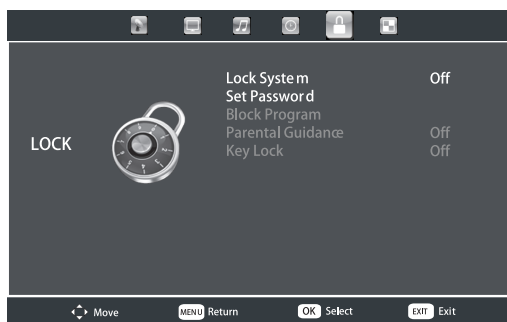 Lock System Off
Set Password
Block Program
Parental Guidance Off
Key Lock Off
LOCK
Move MENU Return OK Select EXIT Exit